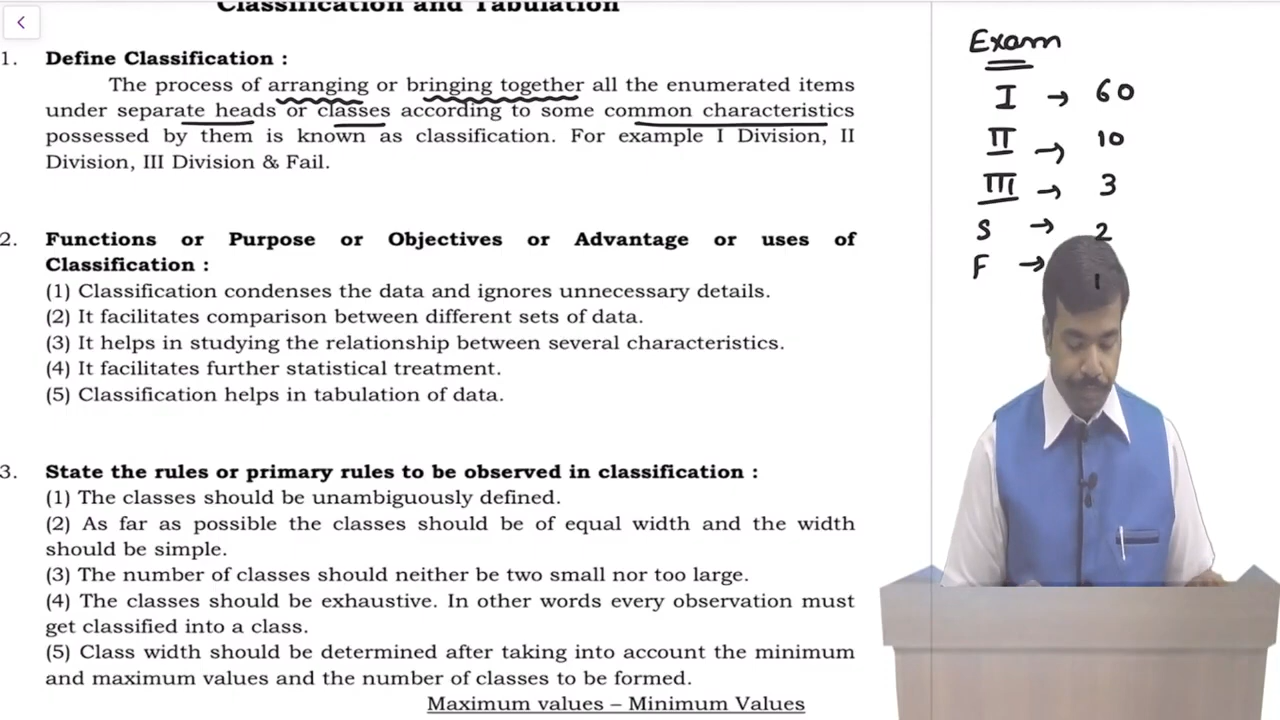 Classification and Tabulation
1. Define Classification :
The process of arranging or bringing together all the enumerated items
under separate heads or classes according to some common characteristics
possessed by them is known as classification. For example I Division, II
Division, III Division & Fail.
2. Functions or Purpose or Objectives or Advantage or uses of
Classification :
(1) Classification condenses the data and ignores unnecessary details.
(2) It facilitates comparison between different sets of data.
(3) It helps in studying the relationship between several characteristics.
(4) It facilitates further statistical treatment.
(5) Classification helps in tabulation of data.
3. State the rules or primary rules to be observed in classification :
(1) The classes should be unambiguously defined.
(2) As far as possible the classes should be of equal width and the width
should be simple.
(3) The number of classes should neither be two small nor too large.
(4) The classes should be exhaustive. In other words every observation must
get classified into a class.
(5) Class width should be determined after taking into account the minimum
and maximum values and the number of classes to be formed.
Maximum values – Minimum Values
Exam
I → 60
II → 10
III → 3
S → 2
F → 1